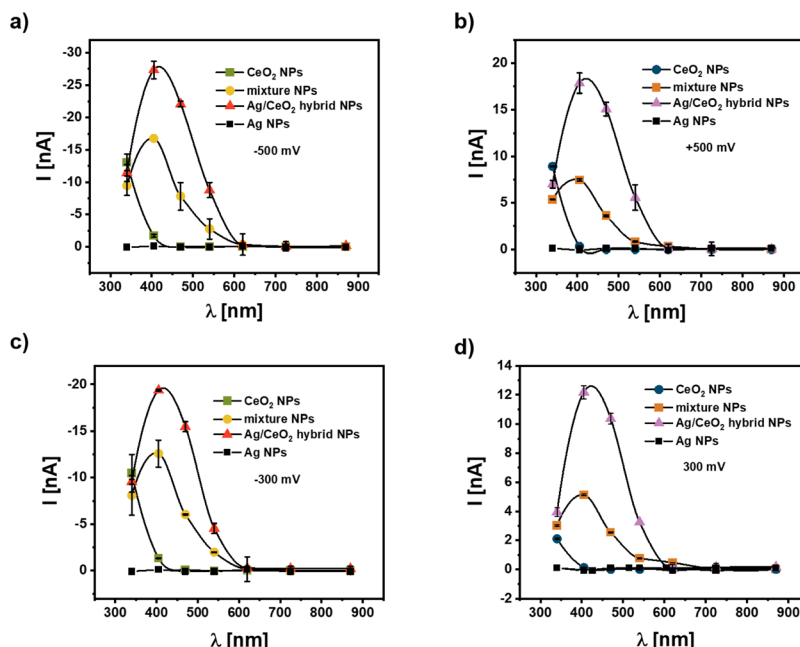 a)
-30
-25
-20
-15
-10
-5
0
I [nA]
CeO₂ NPs
mixture NPs
Ag/CeO₂ hybrid NPs
Ag NPs
-500 mV
300 400 500 600 700 800 900
λ [nm]
b)
20
15
10
5
0
I [nA]
CeO₂ NPs
mixture NPs
Ag/CeO₂ hybrid NPs
Ag NPs
+500 mV
300 400 500 600 700 800 900
λ [nm]
c)
-20
-15
-10
-5
0
I [nA]
CeO₂ NPs
mixture NPs
Ag/CeO₂ hybrid NPs
Ag NPs
-300 mV
300 400 500 600 700 800 900
λ [nm]
d)
14
12
10
8
6
4
2
0
-2
I [nA]
CeO₂ NPs
mixture NPs
Ag/CeO₂ hybrid NPs
Ag NPs
300 mV
300 400 500 600 700 800 900
λ [nm]